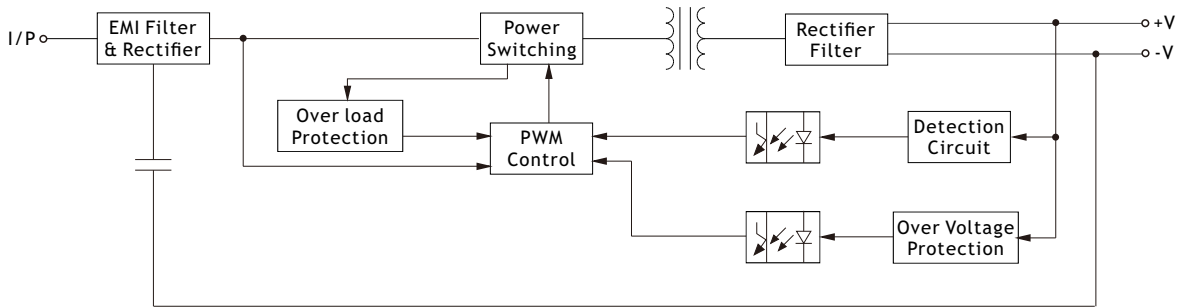 I/P
EMI Filter
& Rectifier
Power
Switching
Rectifier
Filter
+V
-V
Over load
Protection
PWM
Control
Detection
Circuit
Over Voltage
Protection